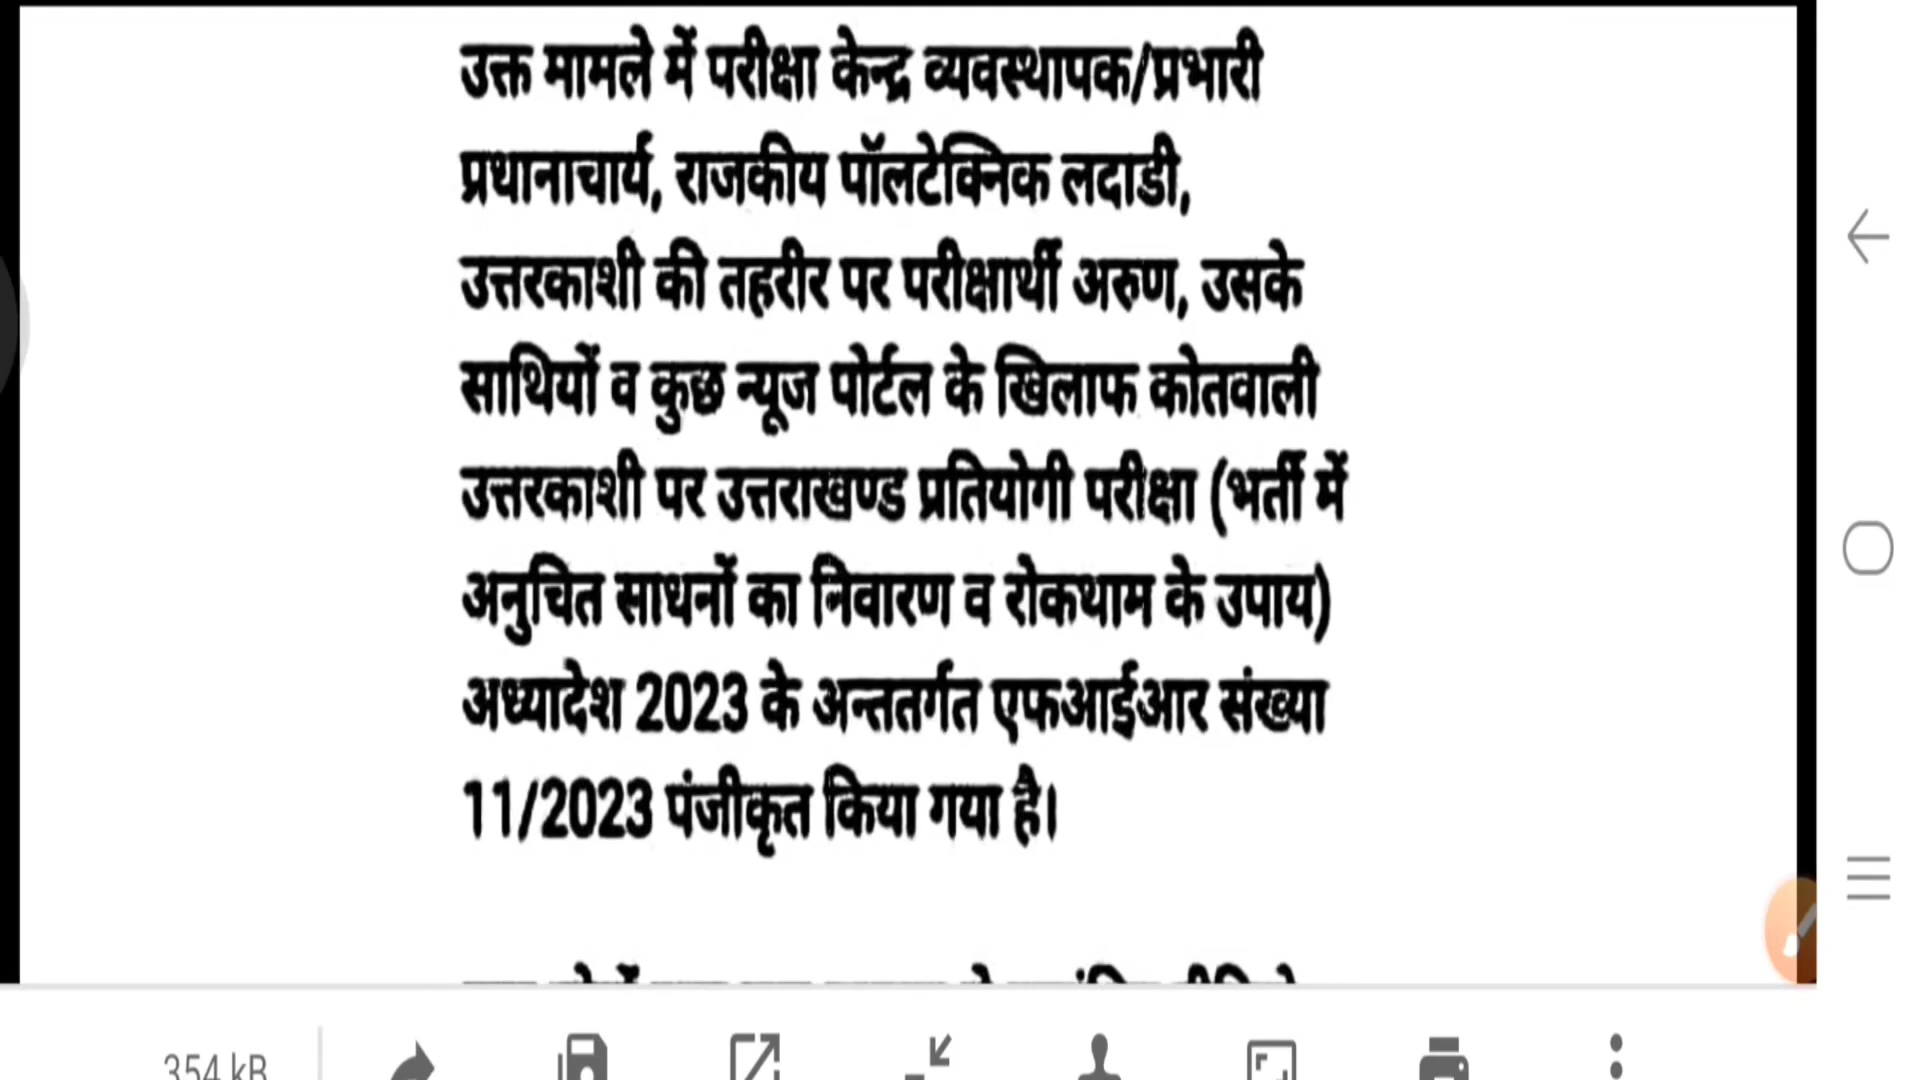 उक्त मामले में परीक्षा केन्द्र व्यवस्थापक/प्रभारी
प्रधानाचार्य, राजकीय पॉलटेक्निक लदाडी,
उत्तरकाशी की तहरीर पर परीक्षार्थी अरुण, उसके
साथियों व कुछ न्यूज पोर्टल के खिलाफ कोतवाली
उत्तरकाशी पर उत्तराखण्ड प्रतियोगी परीक्षा (भर्ती में
अनुचित साधनों का निवारण व रोकथाम के उपाय)
अध्यादेश 2023 के अन्ततर्गत एफआईआर संख्या
11/2023 पंजीकृत किया गया है।
354 kB